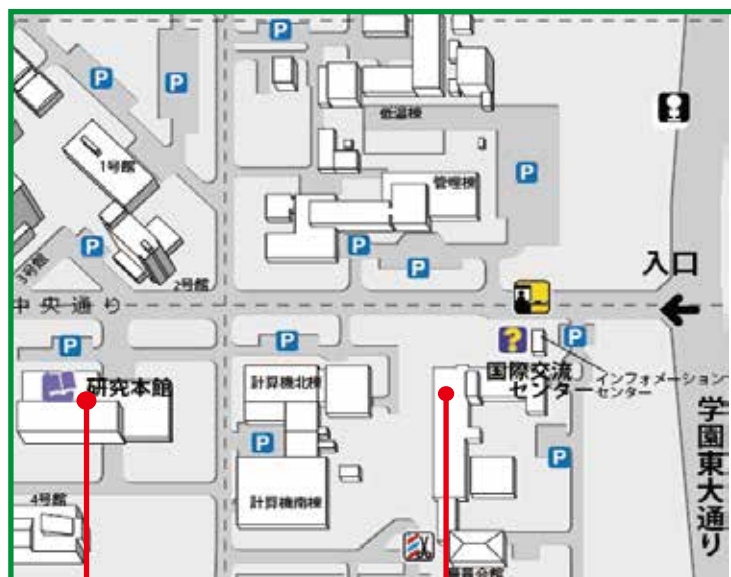 P
P
P
低温棟
1号館
管理棟
P
P
P
P
3号館
2号館
入口
中央通り
P
P
?
P
研究本館
計算機北棟
国際交流
センター
インフォメーション
センター
P
P
学園東大通り
4号館
計算機南棟